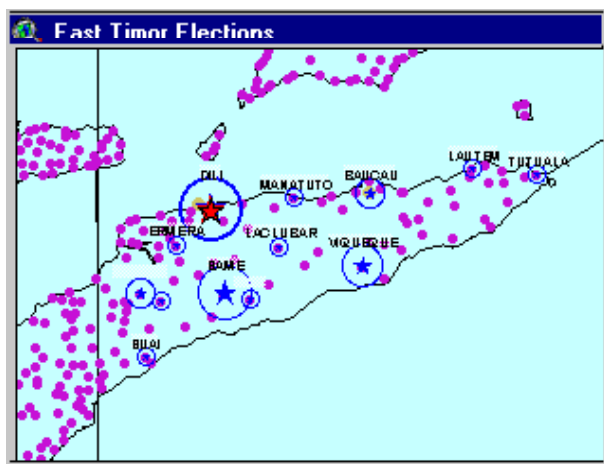 East Timor Elections
DILI
MANATUTO
BAUCAU
LAUTEM
TUTUALA
ERMERA
LACLUBAR
VIQUEQUE
SAME
SUAI